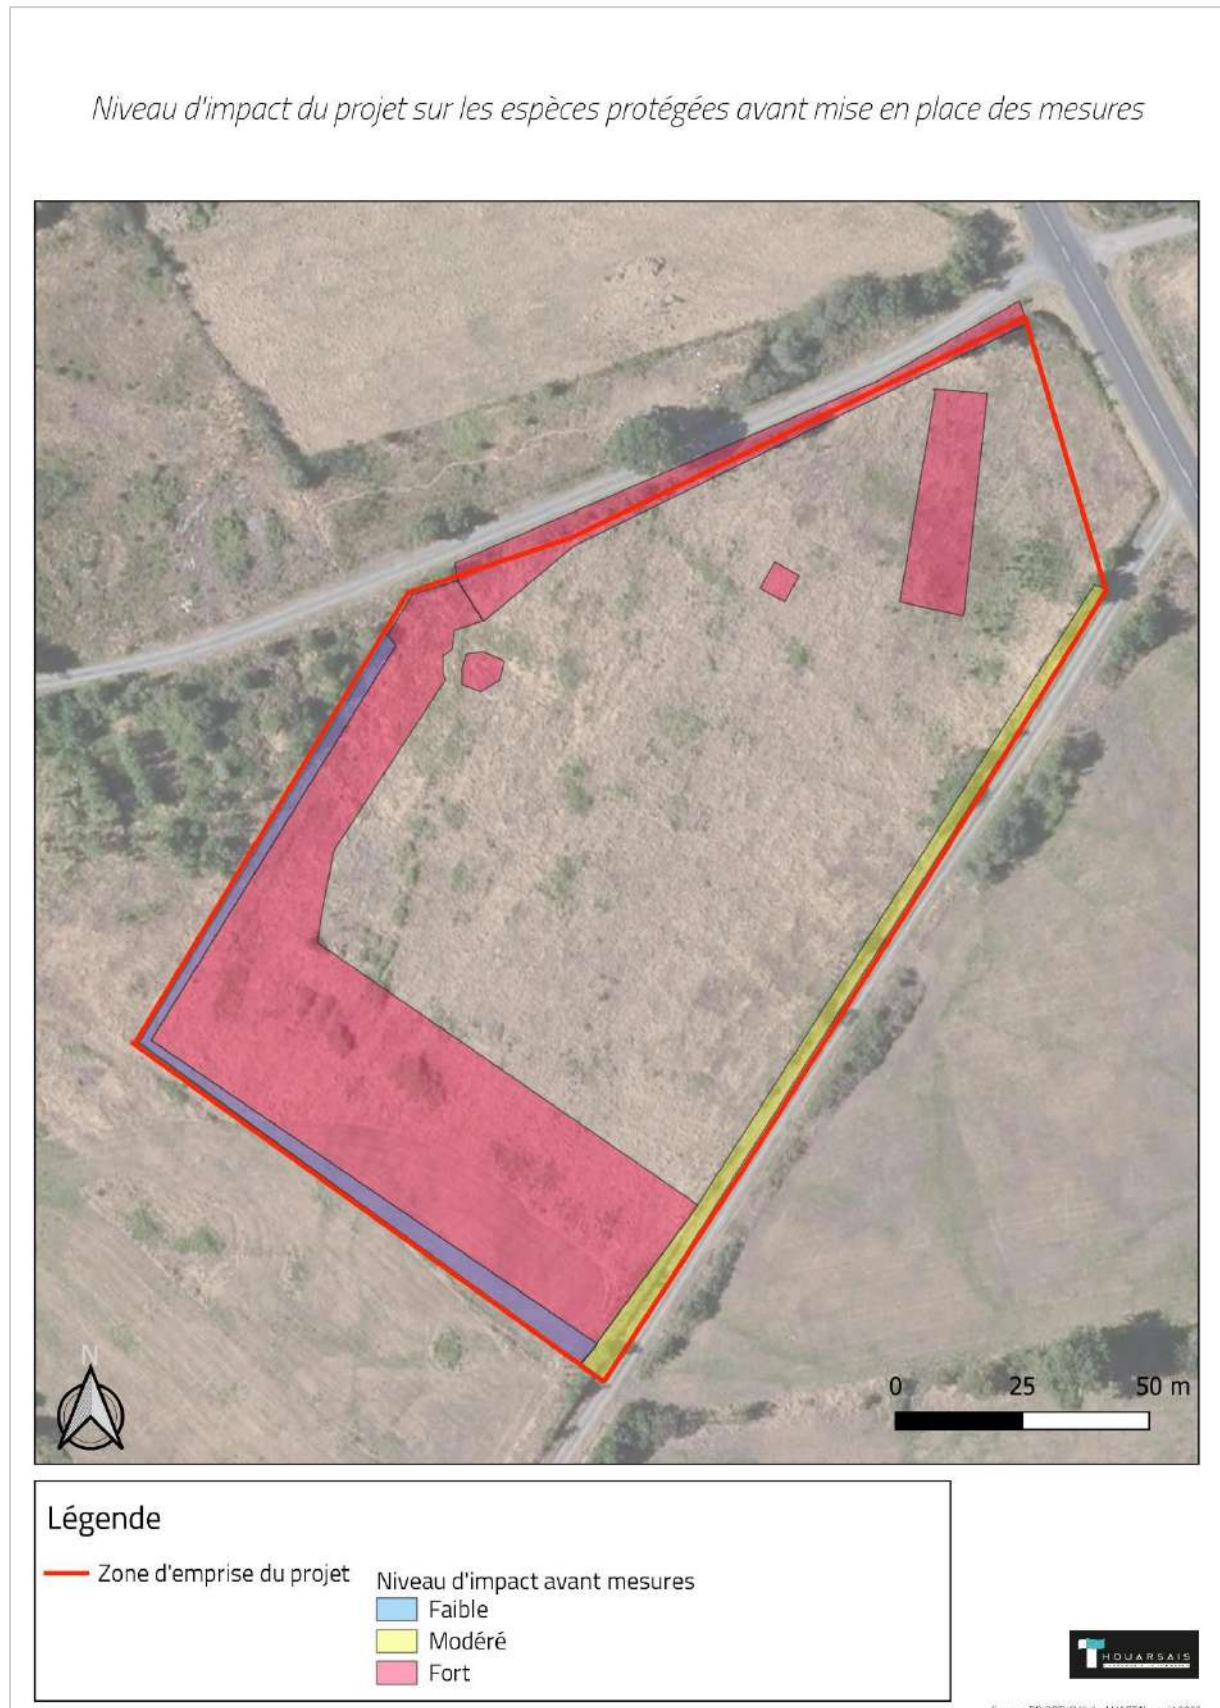 Niveau d'impact du projet sur les espèces protégées avant mise en place des mesures
N
0 25 50 m
Légende
Zone d'emprise du projet
Niveau d'impact avant mesures
Faible
Modéré
Fort
THOUARSAIS